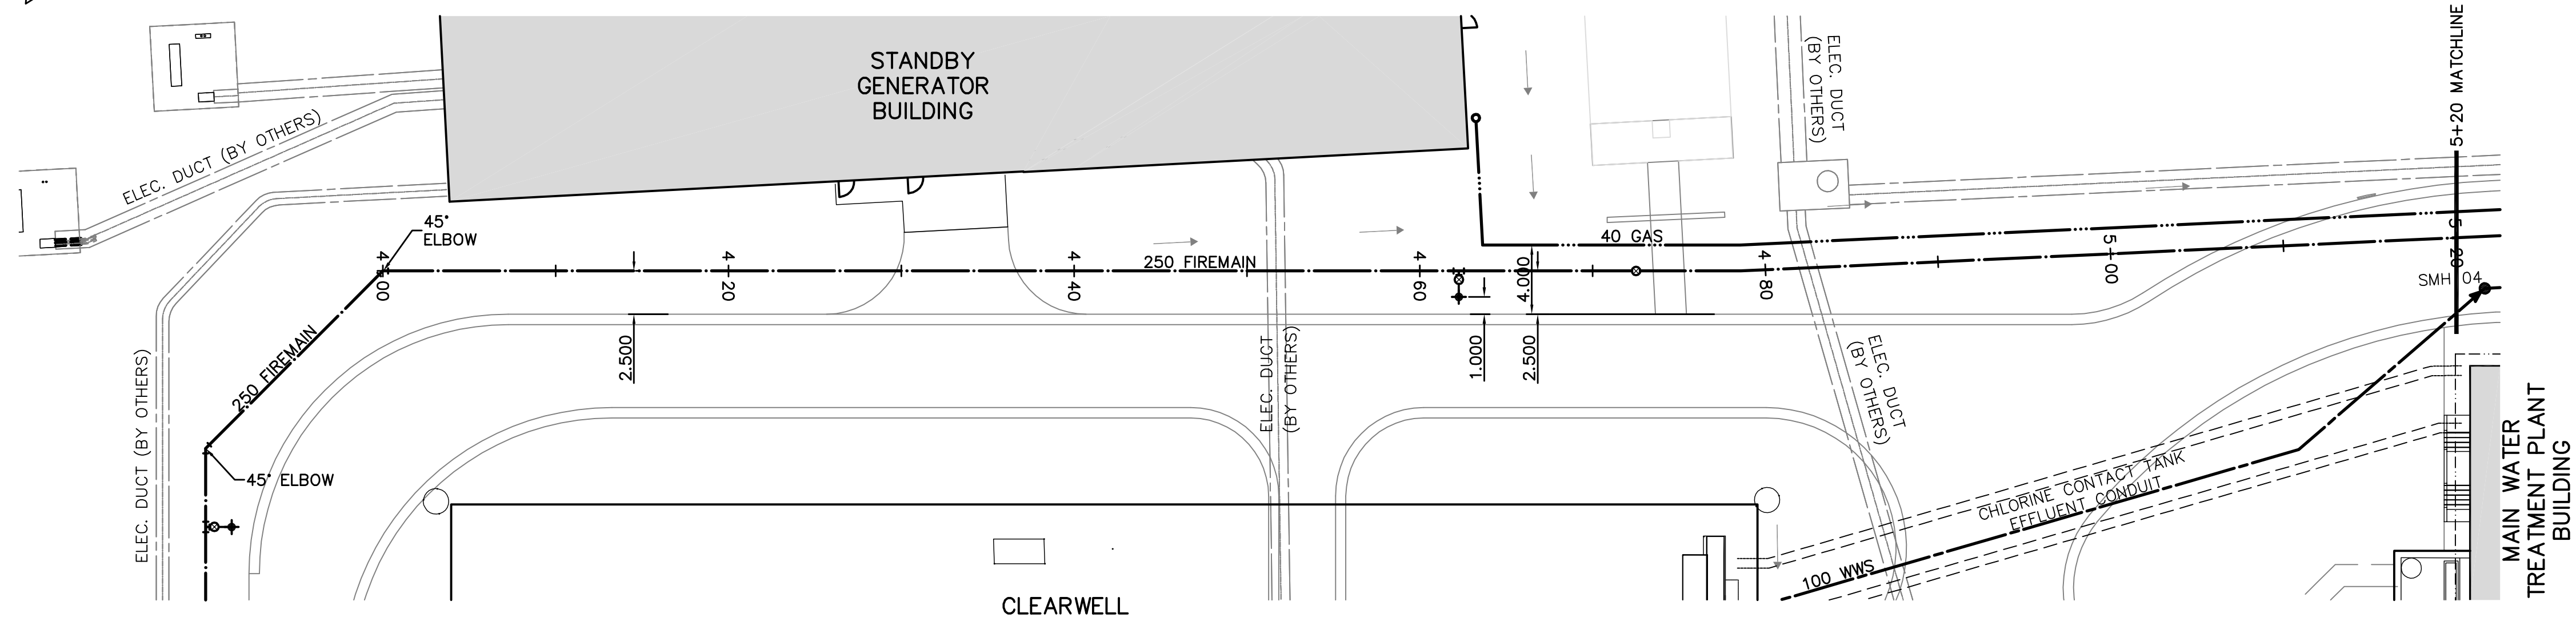 STANDBY
GENERATOR
BUILDING
ELEC. DUCT (BY OTHERS)
45°
ELBOW
ELEC. DUCT
(BY OTHERS)
5+20 MATCHLINE
40 GAS
250 FIREMAIN
4
00
4
20
4
40
4
60
4
80
5
00
5
20
SMH 04
250 FIREMAIN
45° ELBOW
ELEC. DUCT (BY OTHERS)
2.500
ELEC. DUCT
(BY OTHERS)
1.000
4.000
2.500
ELEC. DUCT
(BY OTHERS)
CHLORINE CONTACT TANK
EFFLUENT CONDUIT
100 WWS
CLEARWELL
MAIN WATER
TREATMENT PLANT
BUILDING